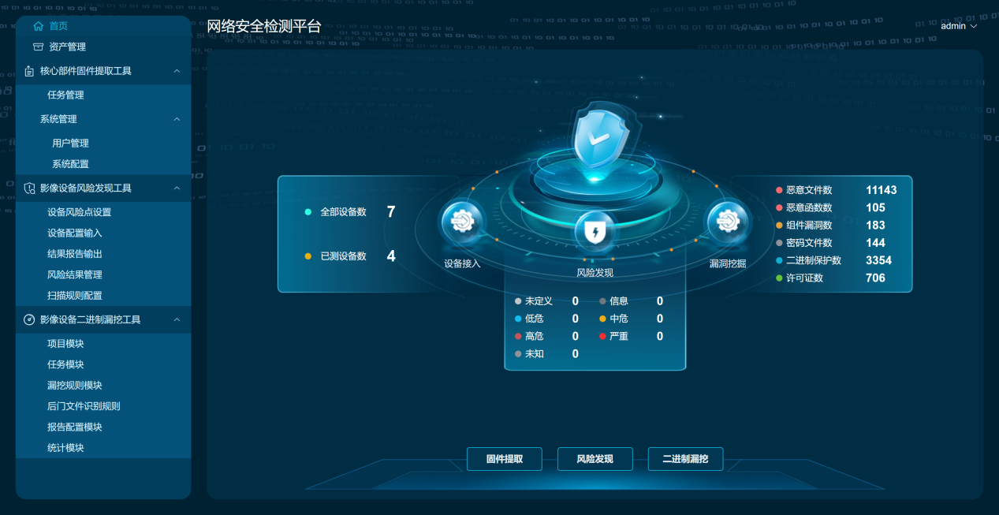 首页
资产管理
核心部件固件提取工具
任务管理
系统管理
用户管理
系统配置
影像设备风险发现工具
设备风险点设置
设备配置输入
结果报告输出
风险结果管理
扫描规则配置
影像设备二进制漏挖工具
项目模块
任务模块
漏挖规则模块
后门文件识别规则
报告配置模块
统计模块
网络安全检测平台
admin
全部设备数 7
已测设备数 4
设备接入
风险发现
漏洞挖掘
恶意文件数 11143
恶意函数数 105
组件漏洞数 183
密码文件数 144
二进制保护数 3354
许可证数 706
未定义 0 信息 0
低危 0 中危 0
高危 0 严重 0
未知 0
固件提取 风险发现 二进制漏挖